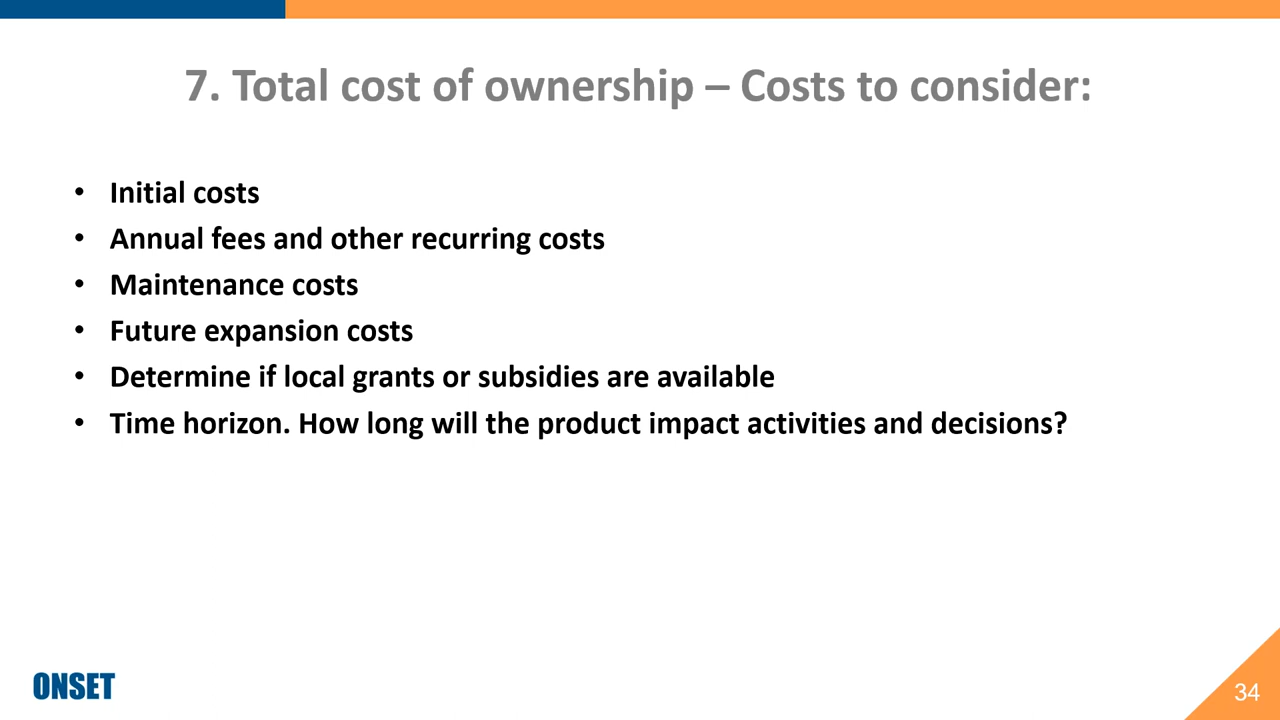 7. Total cost of ownership – Costs to consider:
• Initial costs
• Annual fees and other recurring costs
• Maintenance costs
• Future expansion costs
• Determine if local grants or subsidies are available
• Time horizon. How long will the product impact activities and decisions?
ONSET
34